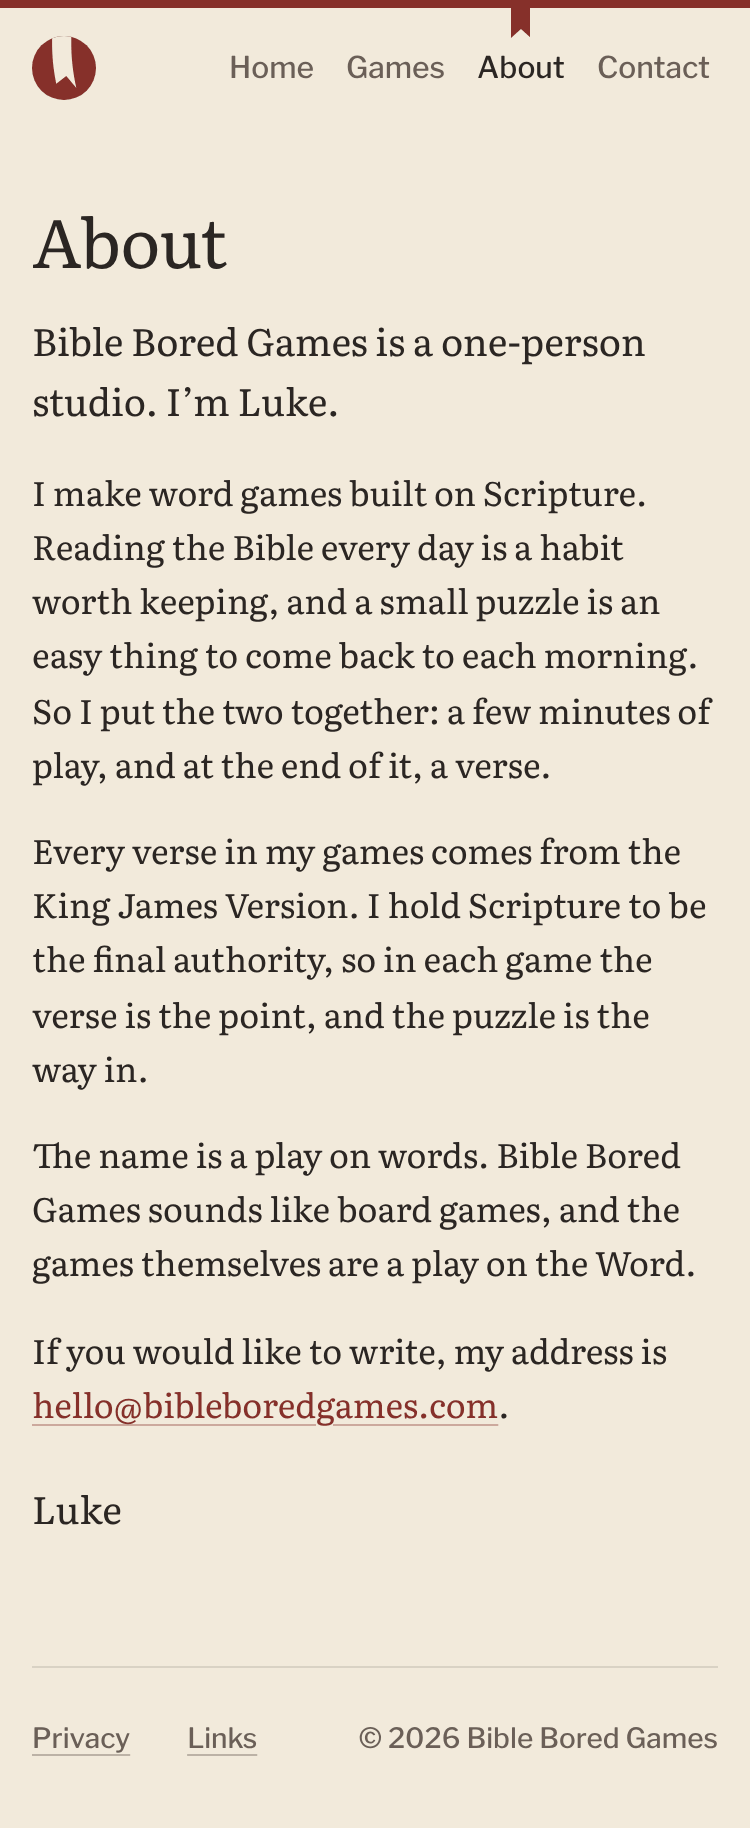 Home Games About Contact
About
Bible Bored Games is a one-person
studio. I’m Luke.
I make word games built on Scripture.
Reading the Bible every day is a habit
worth keeping, and a small puzzle is an
easy thing to come back to each morning.
So I put the two together: a few minutes of
play, and at the end of it, a verse.
Every verse in my games comes from the
King James Version. I hold Scripture to be
the final authority, so in each game the
verse is the point, and the puzzle is the
way in.
The name is a play on words. Bible Bored
Games sounds like board games, and the
games themselves are a play on the Word.
If you would like to write, my address is
hello@bibleboredgames.com.
Luke
Privacy Links © 2026 Bible Bored Games